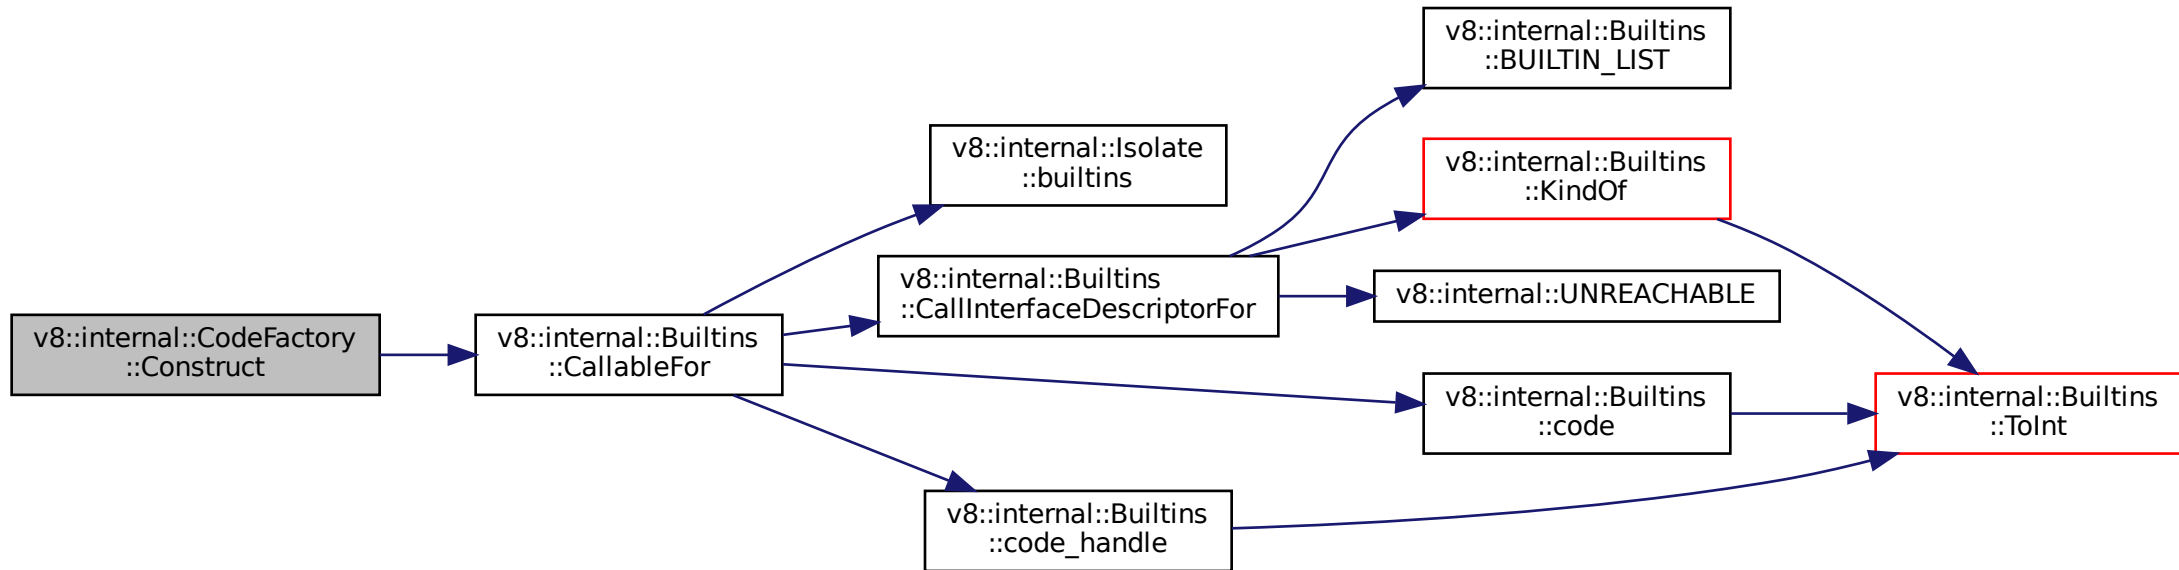 v8::internal::CodeFactory
::Construct
v8::internal::Builtins
::CallableFor
v8::internal::Isolate
::builtins
v8::internal::Builtins
::CallInterfaceDescriptorFor
v8::internal::Builtins
::BUILTIN_LIST
v8::internal::Builtins
::KindOf
v8::internal::UNREACHABLE
v8::internal::Builtins
::code
v8::internal::Builtins
::ToInt
v8::internal::Builtins
::code_handle